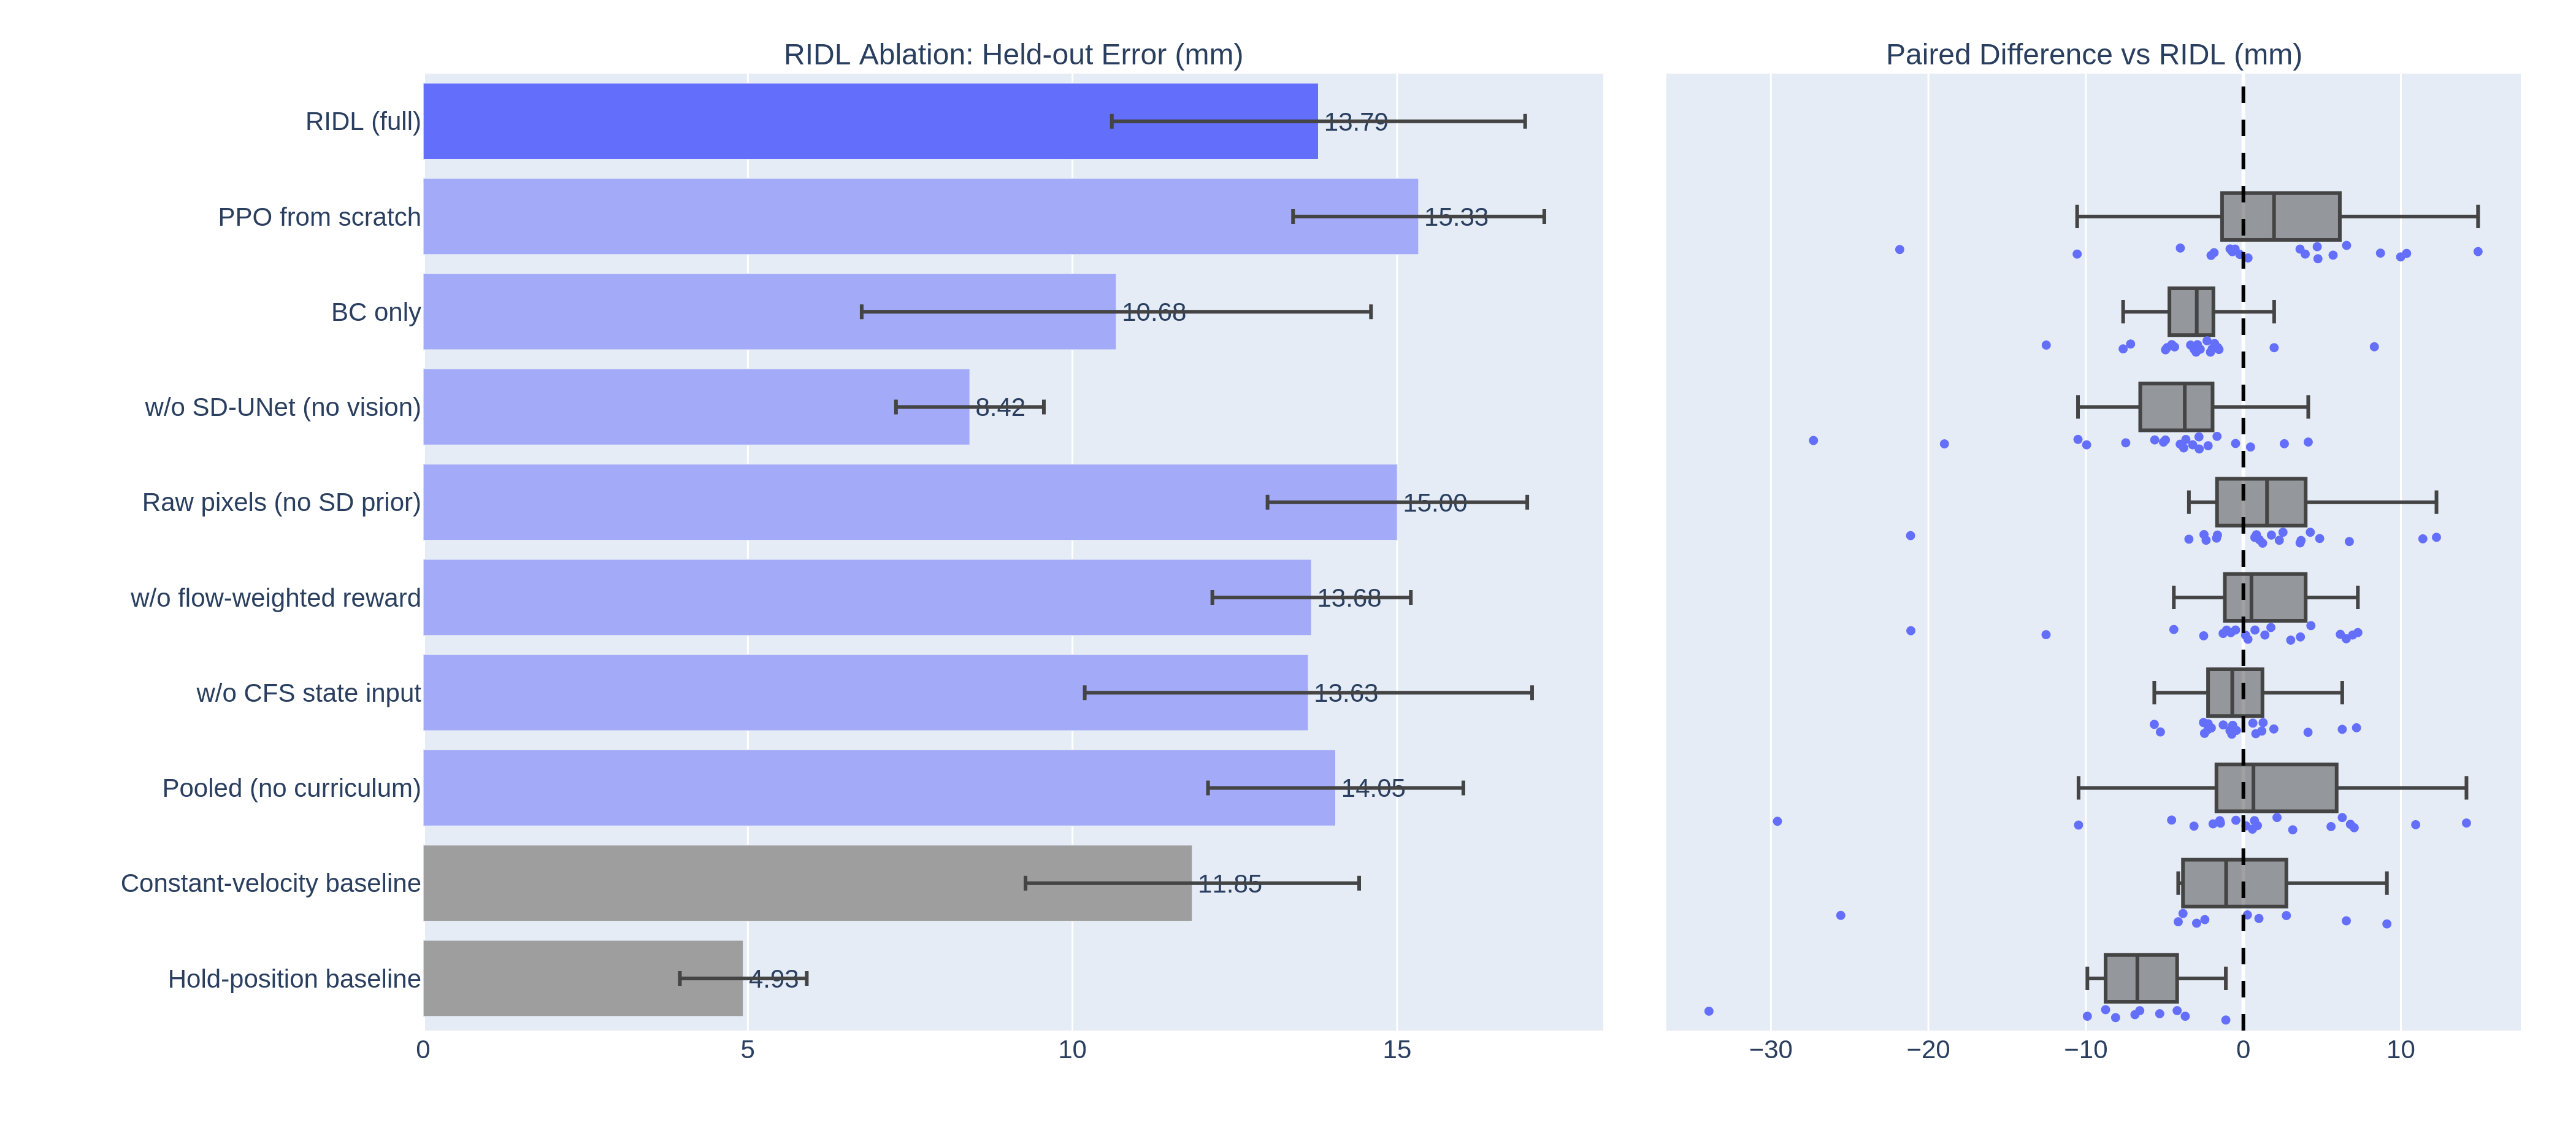 RIDL Ablation: Held-out Error (mm)
Paired Difference vs RIDL (mm)
RIDL (full)
13.79
PPO from scratch
15.33
BC only
10.68
w/o SD-UNet (no vision)
8.42
Raw pixels (no SD prior)
15.00
w/o flow-weighted reward
13.68
w/o CFS state input
13.63
Pooled (no curriculum)
14.05
Constant-velocity baseline
11.85
Hold-position baseline
4.93
0
5
10
15
−30
−20
−10
0
10